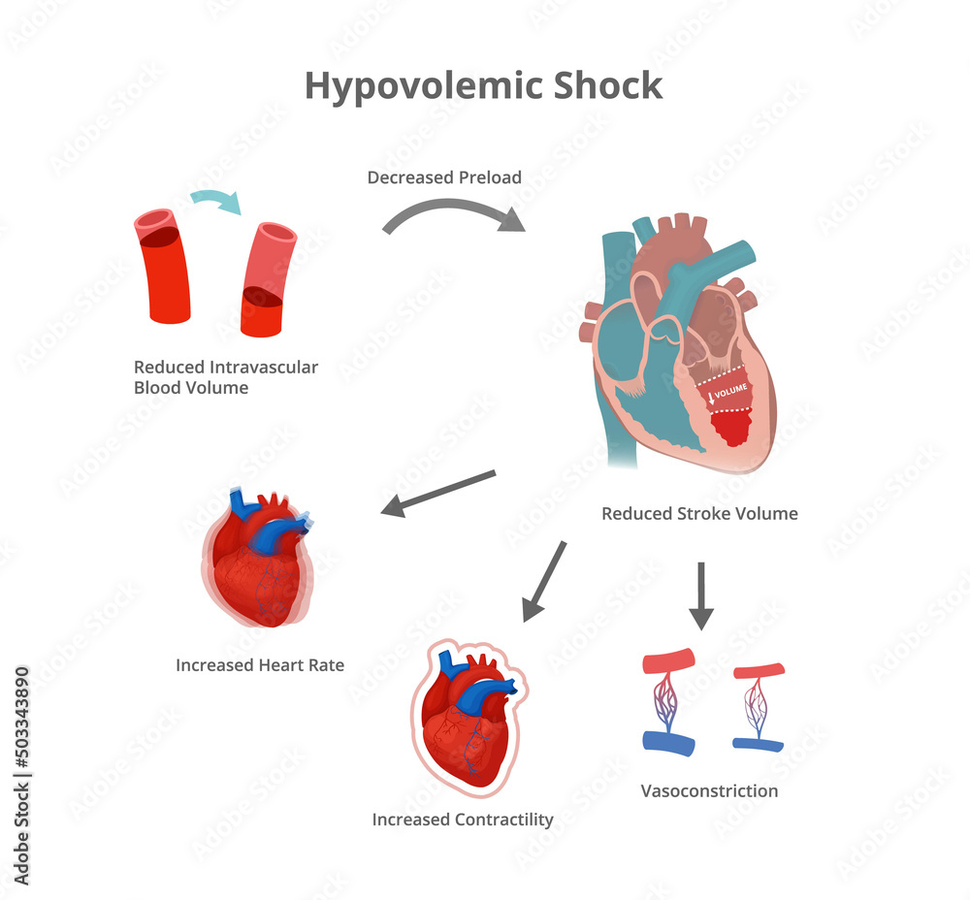 Hypovolemic Shock
Decreased Preload
Reduced Intravascular
Blood Volume
VOLUME
Reduced Stroke Volume
Increased Heart Rate
Increased Contractility
Vasoconstriction
Adobe Stock | #503343890